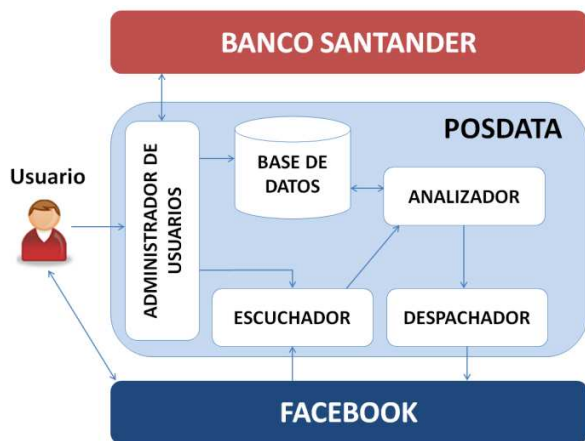 BANCO SANTANDER
POSDATA
Usuario
ADMINISTRADOR DE
USUARIOS
BASE DE
DATOS
ANALIZADOR
ESCUCHADOR
DESPACHADOR
FACEBOOK